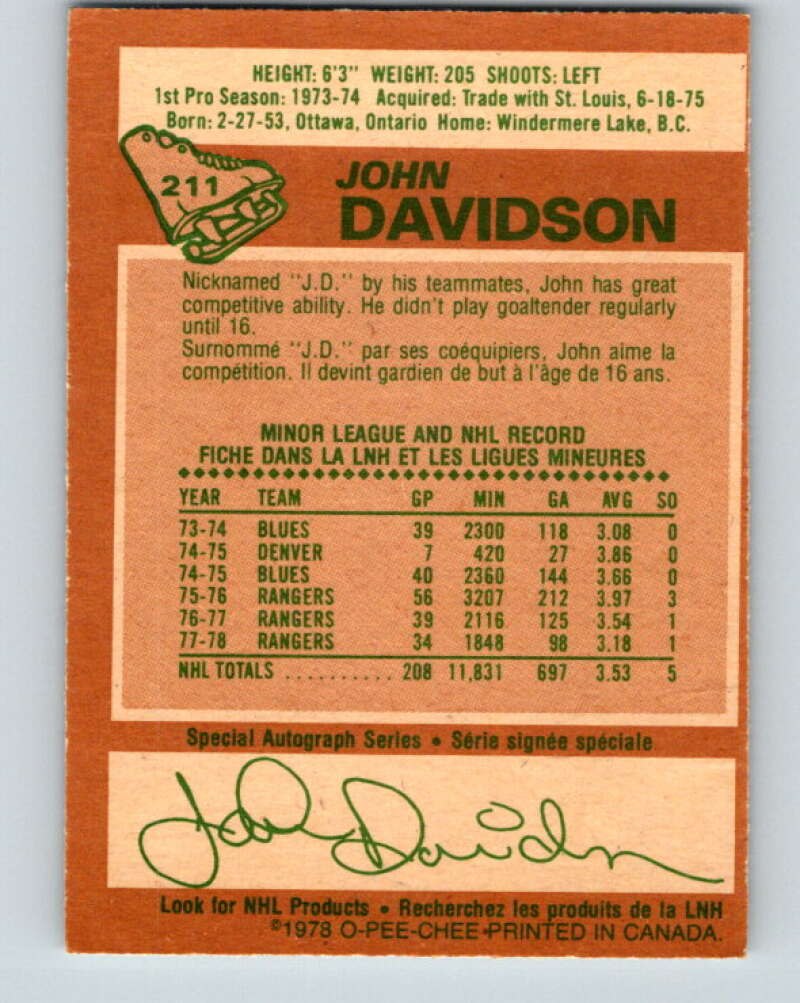 HEIGHT: 6'3" WEIGHT: 205 SHOOTS: LEFT
1st Pro Season: 1973-74 Acquired: Trade with St. Louis, 6-18-75
Born: 2-27-53, Ottawa, Ontario Home: Windermere Lake, B.C.
211
JOHN
DAVIDSON
Nicknamed "J.D." by his teammates, John has great
competitive ability. He didn't play goaltender regularly
until 16.
Surnommé "J.D." par ses coéquipiers, John aime la
compétition. Il devint gardien de but à l'âge de 16 ans.
MINOR LEAGUE AND NHL RECORD
FICHE DANS LA LNH ET LES LIGUES MINEURES
YEAR TEAM GP MIN GA AVG SO
73-74 BLUES 39 2300 118 3.08 0
74-75 DENVER 7 420 27 3.86 0
74-75 BLUES 40 2360 144 3.66 0
75-76 RANGERS 56 3207 212 3.97 3
76-77 RANGERS 39 2116 125 3.54 1
77-78 RANGERS 34 1848 98 3.18 1
NHL TOTALS .......... 208 11,831 697 3.53 5
Special Autograph Series • Série signée spéciale
John Davidson
Look for NHL Products • Recherchez les produits de la LNH
©1978 O-PEE-CHEE•PRINTED IN CANADA.